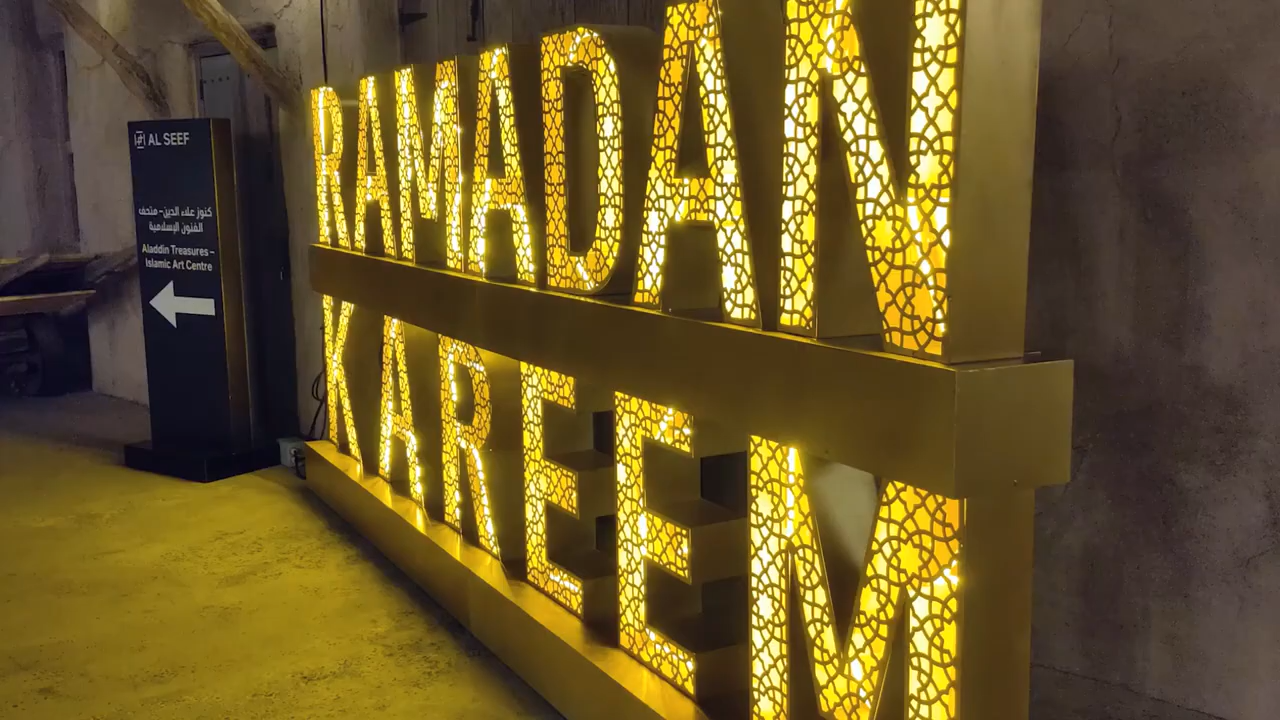 RAMADAN
KAREEM
AL SEEF
كنوز علاء الدين - متحف
الفنون الإسلامية
Aladdin Treasures -
Islamic Art Centre